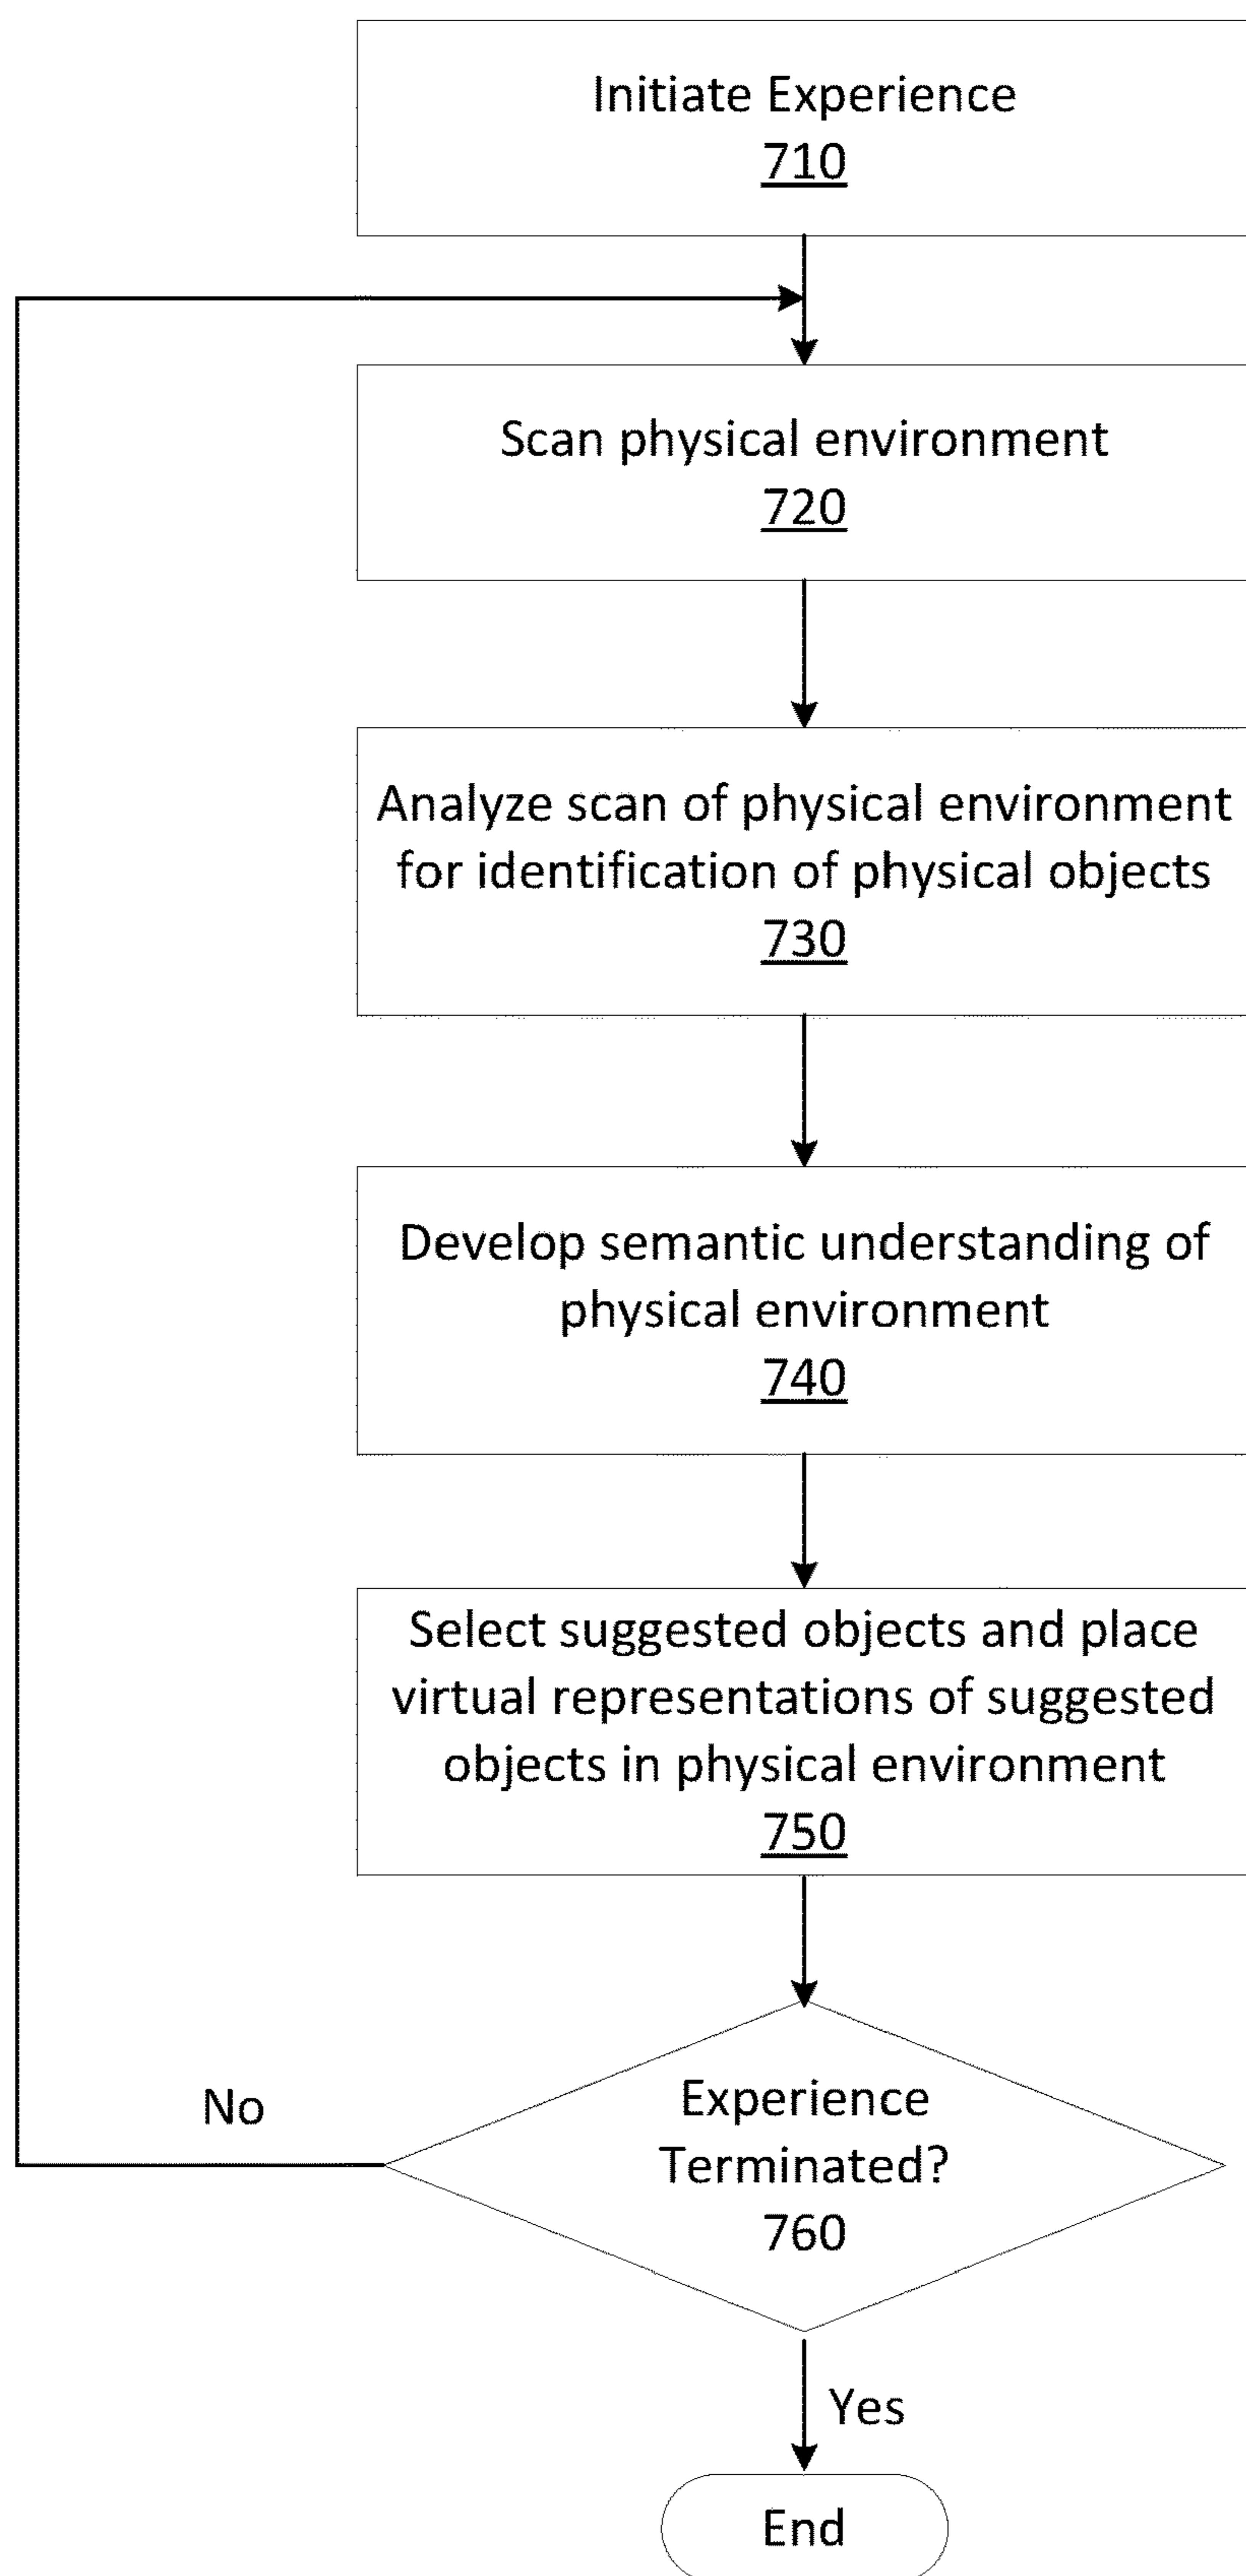 Initiate Experience
710
Scan physical environment
720
Analyze scan of physical environment
for identification of physical objects
730
Develop semantic understanding of
physical environment
740
Select suggested objects and place
virtual representations of suggested
objects in physical environment
750
Experience
Terminated?
760
No
Yes
End